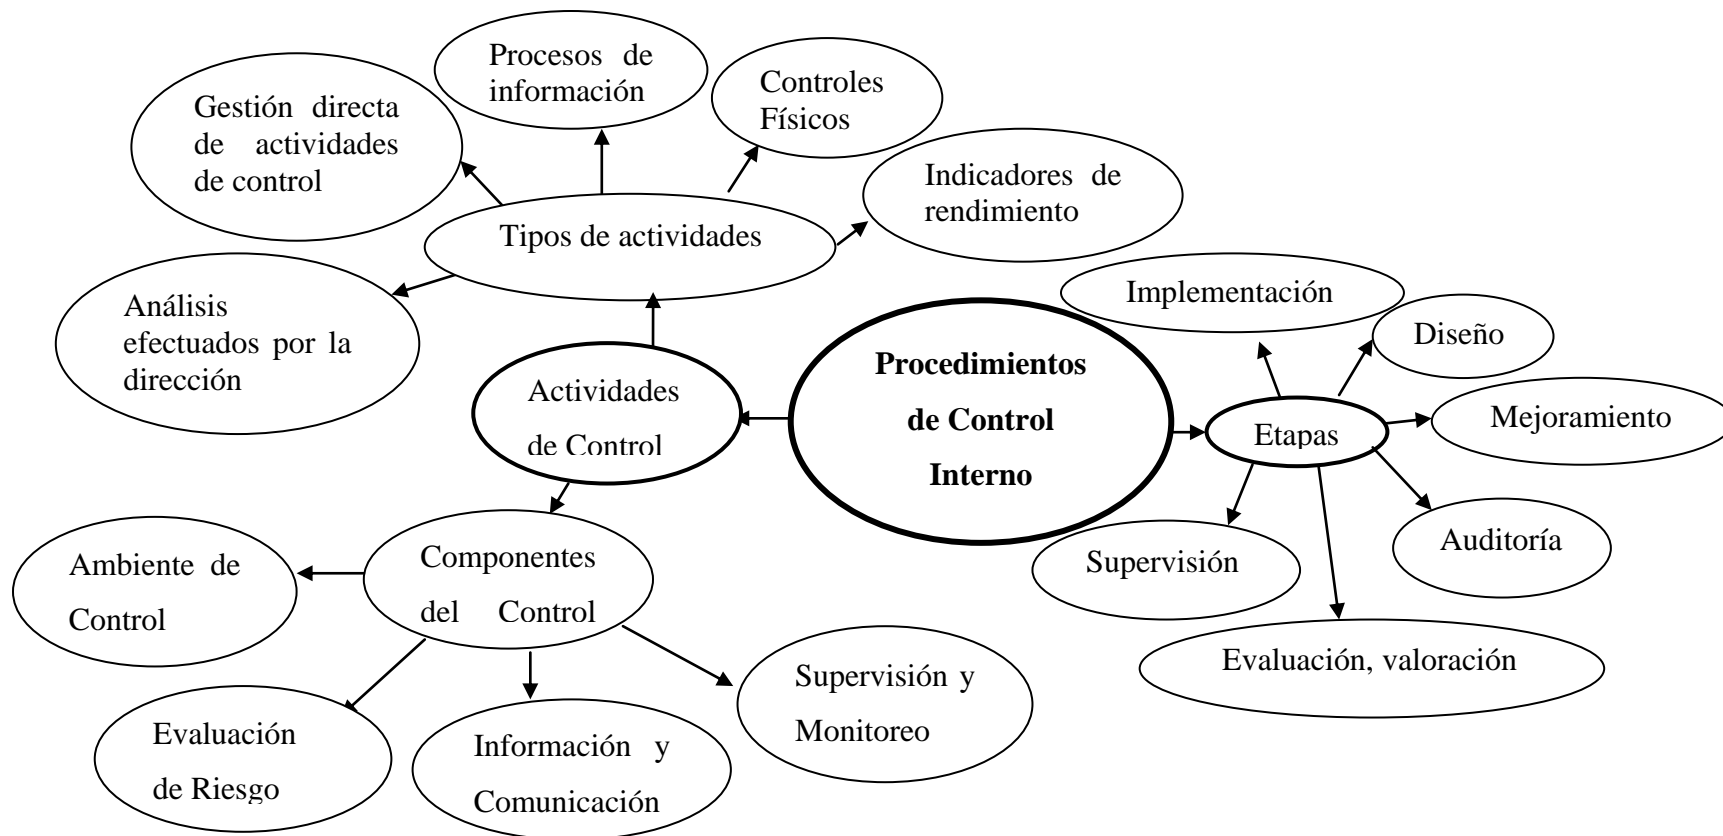 Procesos de
información
Controles
Físicos
Gestión directa
de actividades
de control
Indicadores de
rendimiento
Tipos de actividades
Análisis
efectuados por la
dirección
Implementación
Diseño
Procedimientos
de Control
Interno
Actividades
de Control
Etapas
Mejoramiento
Auditoría
Supervisión
Evaluación, valoración
Componentes
del Control
Ambiente de
Control
Supervisión y
Monitoreo
Evaluación
de Riesgo
Información y
Comunicación